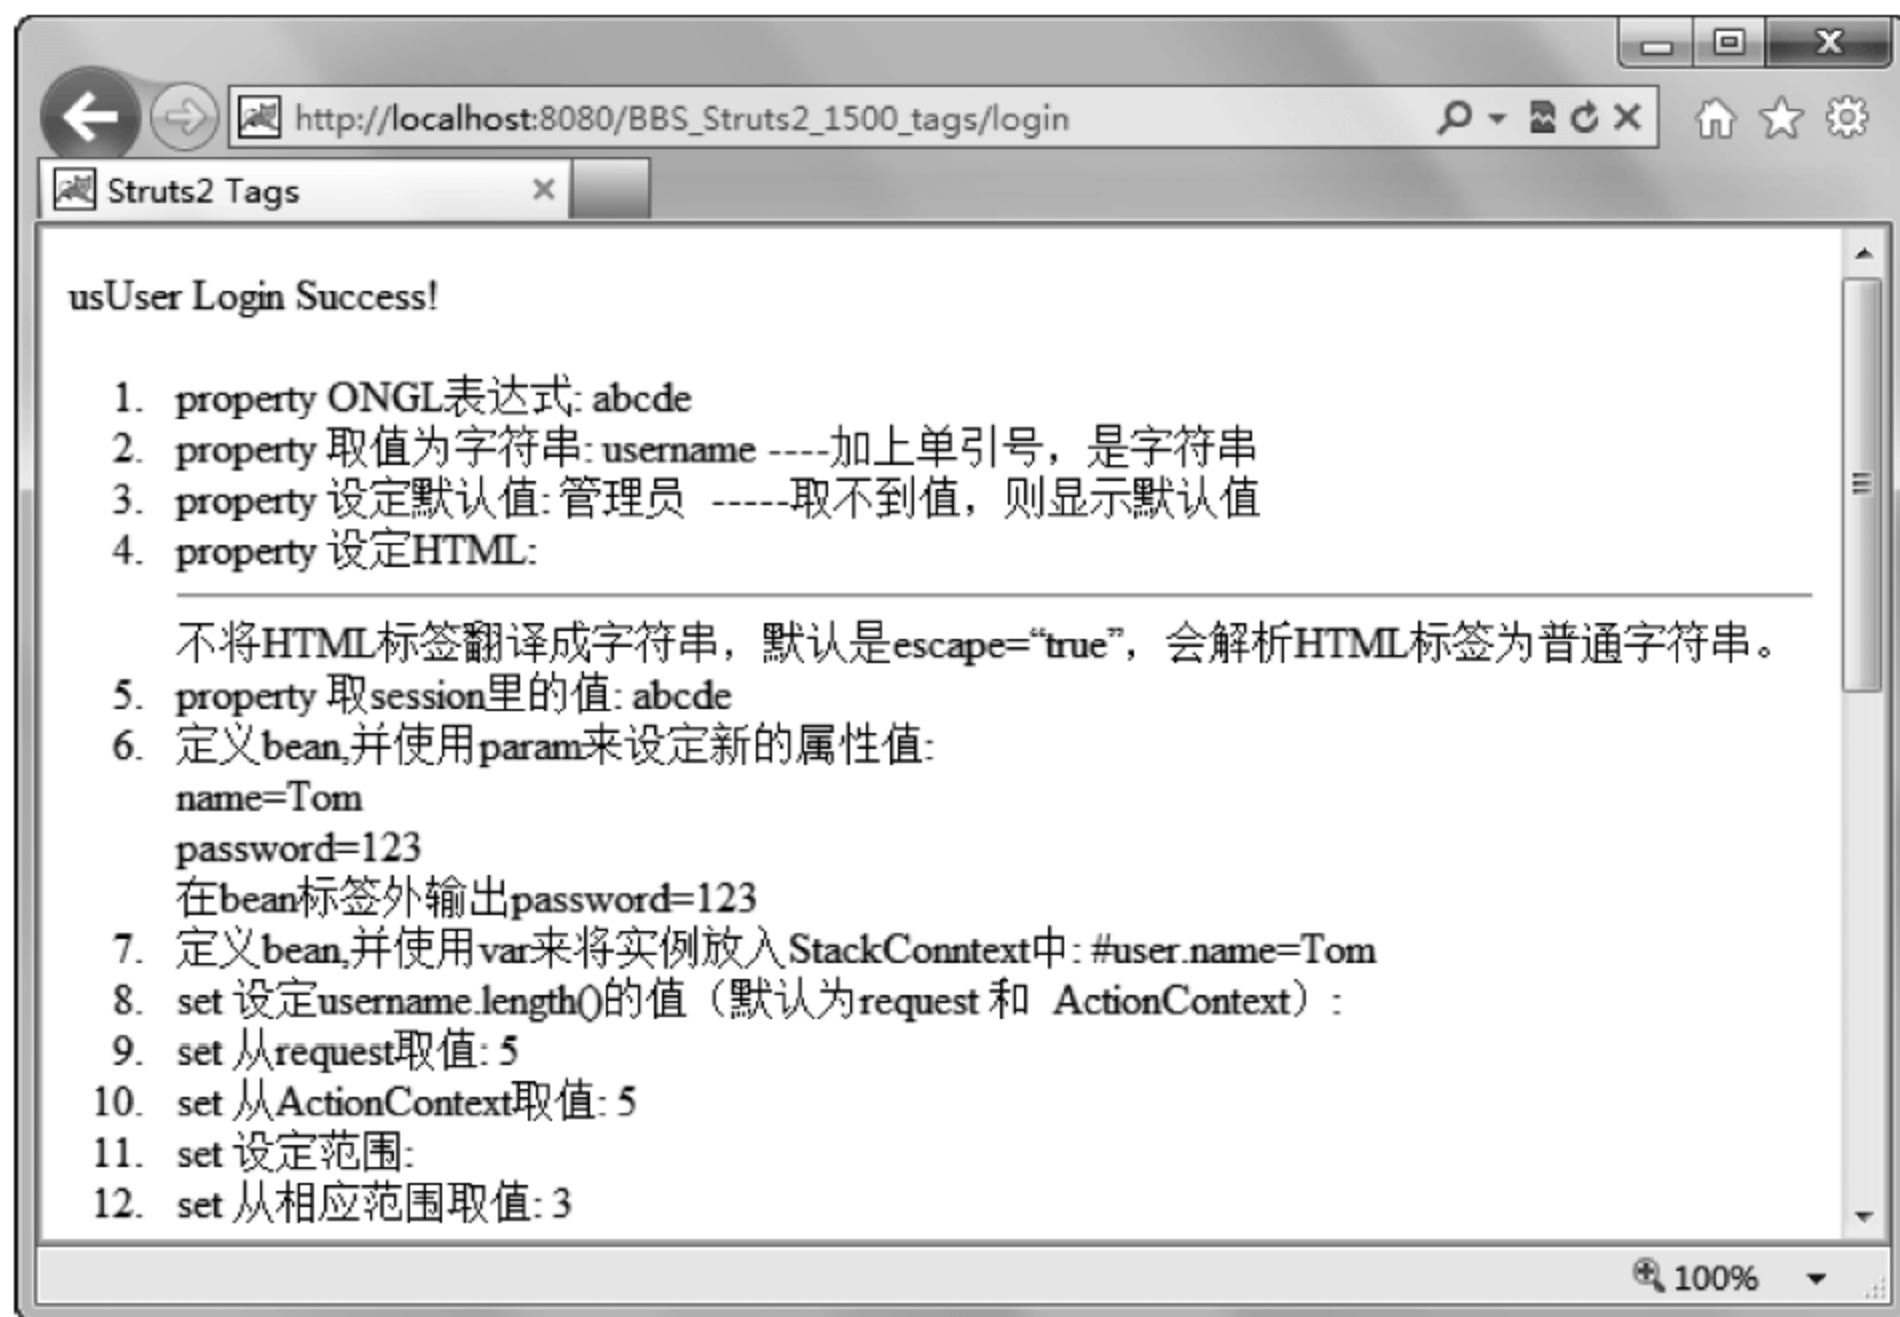 http://localhost:8080/BBS_Struts2_1500_tags/login
Struts2 Tags
usUser Login Success!
1. property ONGL表达式: abcde
2. property 取值为字符串: username ----加上单引号，是字符串
3. property 设定默认值: 管理员 ------取不到值，则显示默认值
4. property 设定HTML:
不将HTML标签翻译成字符串，默认是escape=“true”，会解析HTML标签为普通字符串。
5. property 取session里的值: abcde
6. 定义bean,并使用param来设定新的属性值:
name=Tom
password=123
在bean标签外输出password=123
7. 定义bean,并使用var来将实例放入StackConntext中: #user.name=Tom
8. set 设定username.length()的值（默认为request 和 ActionContext）:
9. set 从request取值: 5
10. set 从ActionContext取值: 5
11. set 设定范围:
12. set 从相应范围取值: 3
100%